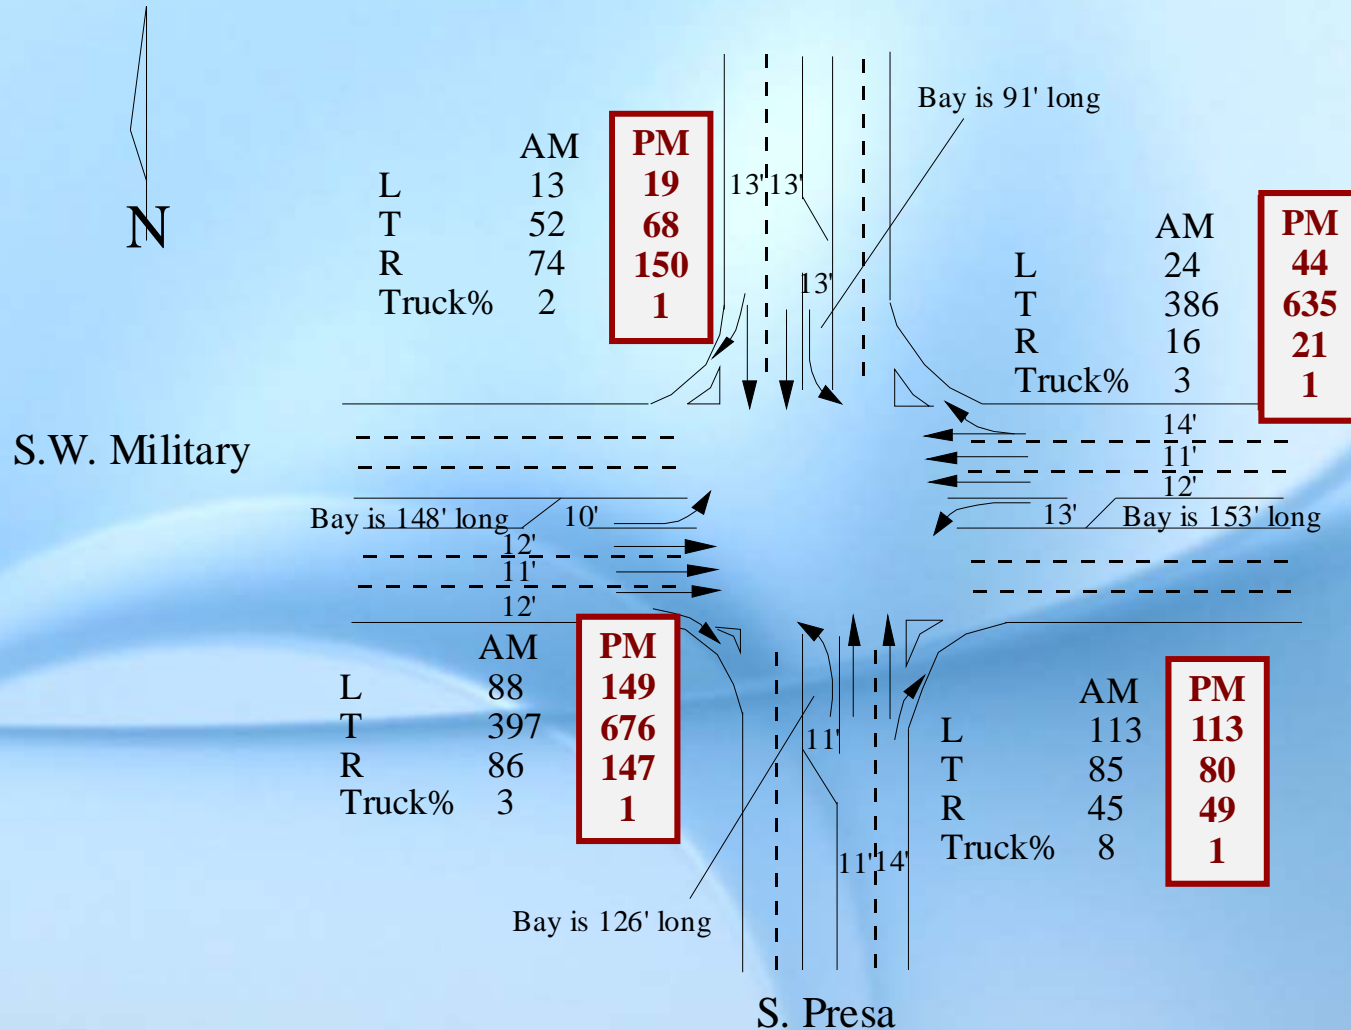 N
Bay is 91' long
AM PM
L 13 19
T 52 68
R 74 150
Truck% 2 1
13' 13'
13'
AM PM
L 24 44
T 386 635
R 16 21
Truck% 3 1
S.W. Military
14'
11'
12'
13' Bay is 153' long
Bay is 148' long 10'
12'
11'
12'
AM PM
L 88 149
T 397 676
R 86 147
Truck% 3 1
11'
11' 14'
AM PM
L 113 113
T 85 80
R 45 49
Truck% 8 1
Bay is 126' long
S. Presa